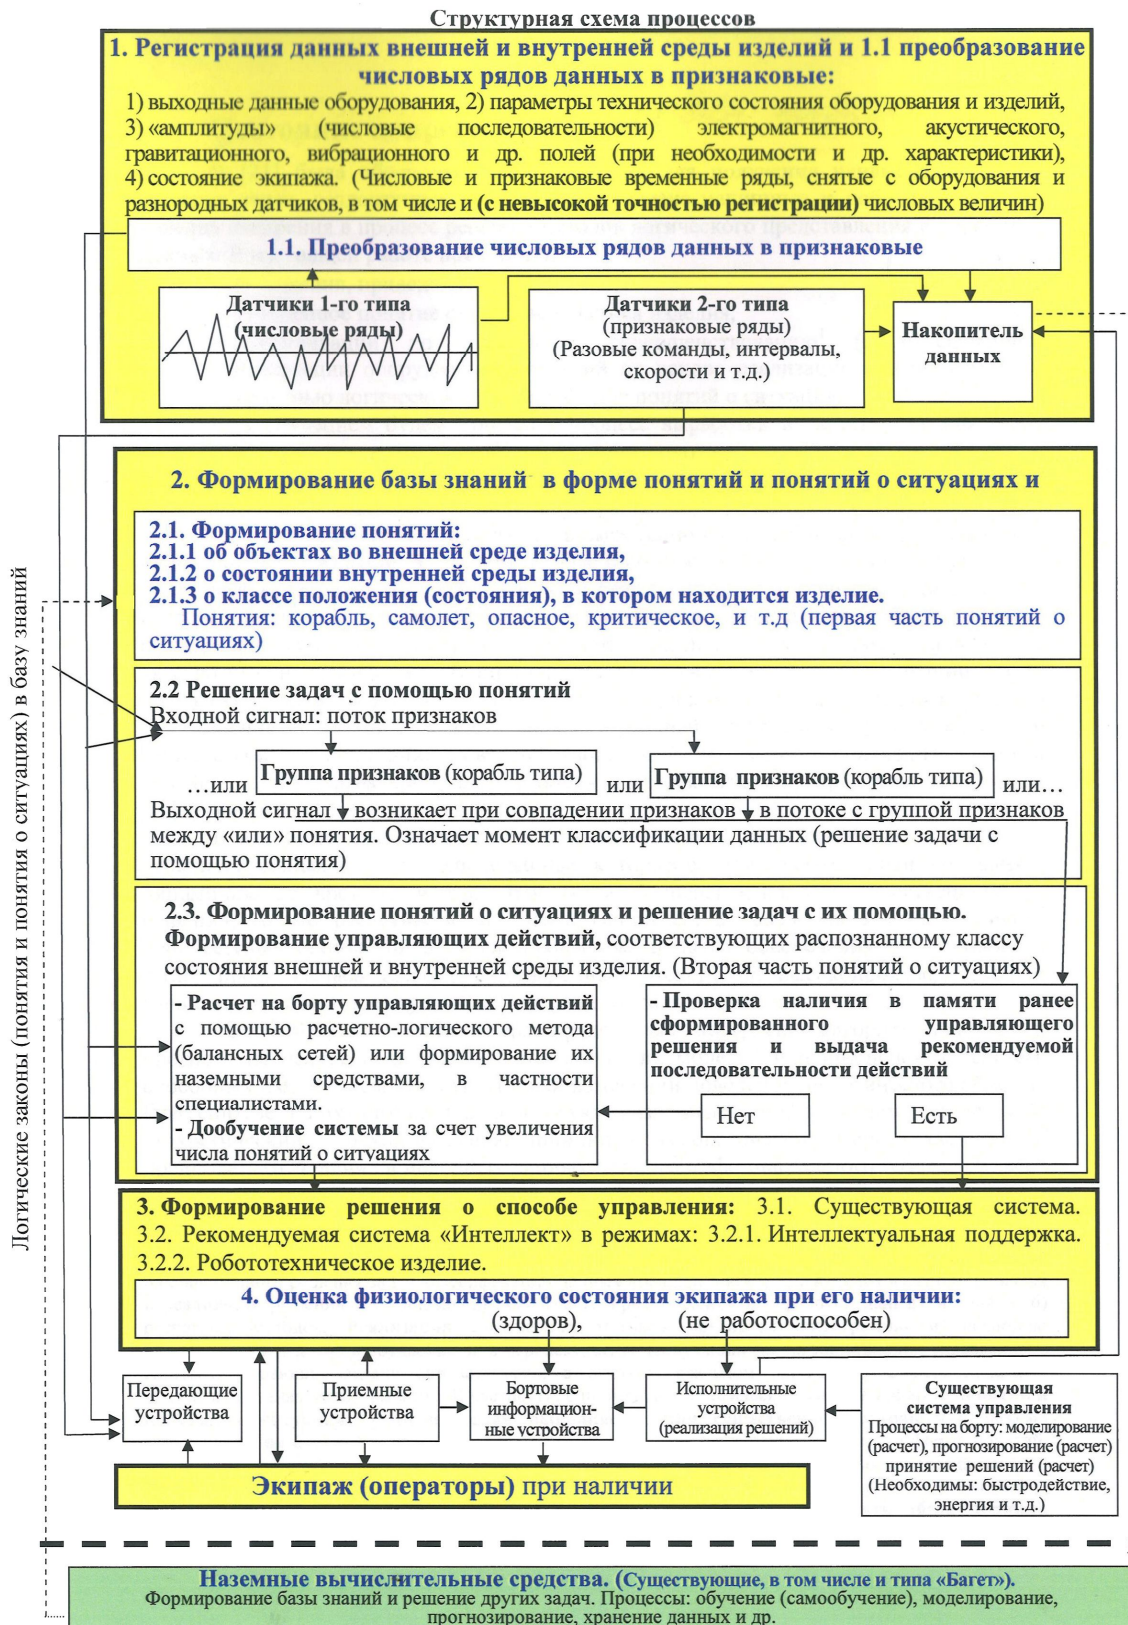 Структурная схема процессов
1. Регистрация данных внешней и внутренней среды изделий и 1.1 преобразование
числовых рядов данных в признаковые:
1) выходные данные оборудования, 2) параметры технического состояния оборудования и изделий,
3) «амплитуды» (числовые последовательности) электромагнитного, акустического,
гравитационного, вибрационного и др. полей (при необходимости и др. характеристики),
4) состояние экипажа. (Числовые и признаковые временные ряды, снятые с оборудования и
разнородных датчиков, в том числе и (с невысокой точностью регистрации) числовых величин)
1.1. Преобразование числовых рядов данных в признаковые
Датчики 1-го типа
(числовые ряды)
Датчики 2-го типа
(признаковые ряды)
(Разовые команды, интервалы,
скорости и т.д.)
Накопитель
данных
2. Формирование базы знаний в форме понятий и понятий о ситуациях и
2.1. Формирование понятий:
2.1.1 об объектах во внешней среде изделия,
2.1.2 о состоянии внутренней среды изделия,
2.1.3 о классе положения (состояния), в котором находится изделие.
Понятия: корабль, самолет, опасное, критическое, и т.д (первая часть понятий о
ситуациях)
2.2 Решение задач с помощью понятий
Входной сигнал: поток признаков
…или Группа признаков (корабль типа) или Группа признаков (корабль типа) или…
Выходной сигнал возникает при совпадении признаков в потоке с группой признаков
между «или» понятия. Означает момент классификации данных (решение задачи с
помощью понятия)
2.3. Формирование понятий о ситуациях и решение задач с их помощью.
Формирование управляющих действий, соответствующих распознанному классу
состояния внешней и внутренней среды изделия. (Вторая часть понятий о ситуациях)
- Расчет на борту управляющих действий
с помощью расчетно-логического метода
(балансных сетей) или формирование их
наземными средствами, в частности
специалистами.
- Дообучение системы за счет увеличения
числа понятий о ситуациях
- Проверка наличия в памяти ранее
сформированного управляющего
решения и выдача рекомендуемой
последовательности действий
Нет
Есть
3. Формирование решения о способе управления: 3.1. Существующая система.
3.2. Рекомендуемая система «Интеллект» в режимах: 3.2.1. Интеллектуальная поддержка.
3.2.2. Робототехническое изделие.
4. Оценка физиологического состояния экипажа при его наличии:
(здоров), (не работоспособен)
Передающие
устройства
Приемные
устройства
Бортовые
информацион-
ные устройства
Исполнительные
устройства
(реализация решений)
Существующая
система управления
Процессы на борту: моделирование
(расчет), прогнозирование (расчет)
принятие решений (расчет)
(Необходимы: быстродействие,
энергия и т.д.)
Экипаж (операторы) при наличии
Логические законы (понятия и понятия о ситуациях) в базу знаний
Наземные вычислительные средства. (Существующие, в том числе и типа «Багет»).
Формирование базы знаний и решение других задач. Процессы: обучение (самообучение), моделирование,
прогнозирование, хранение данных и др.